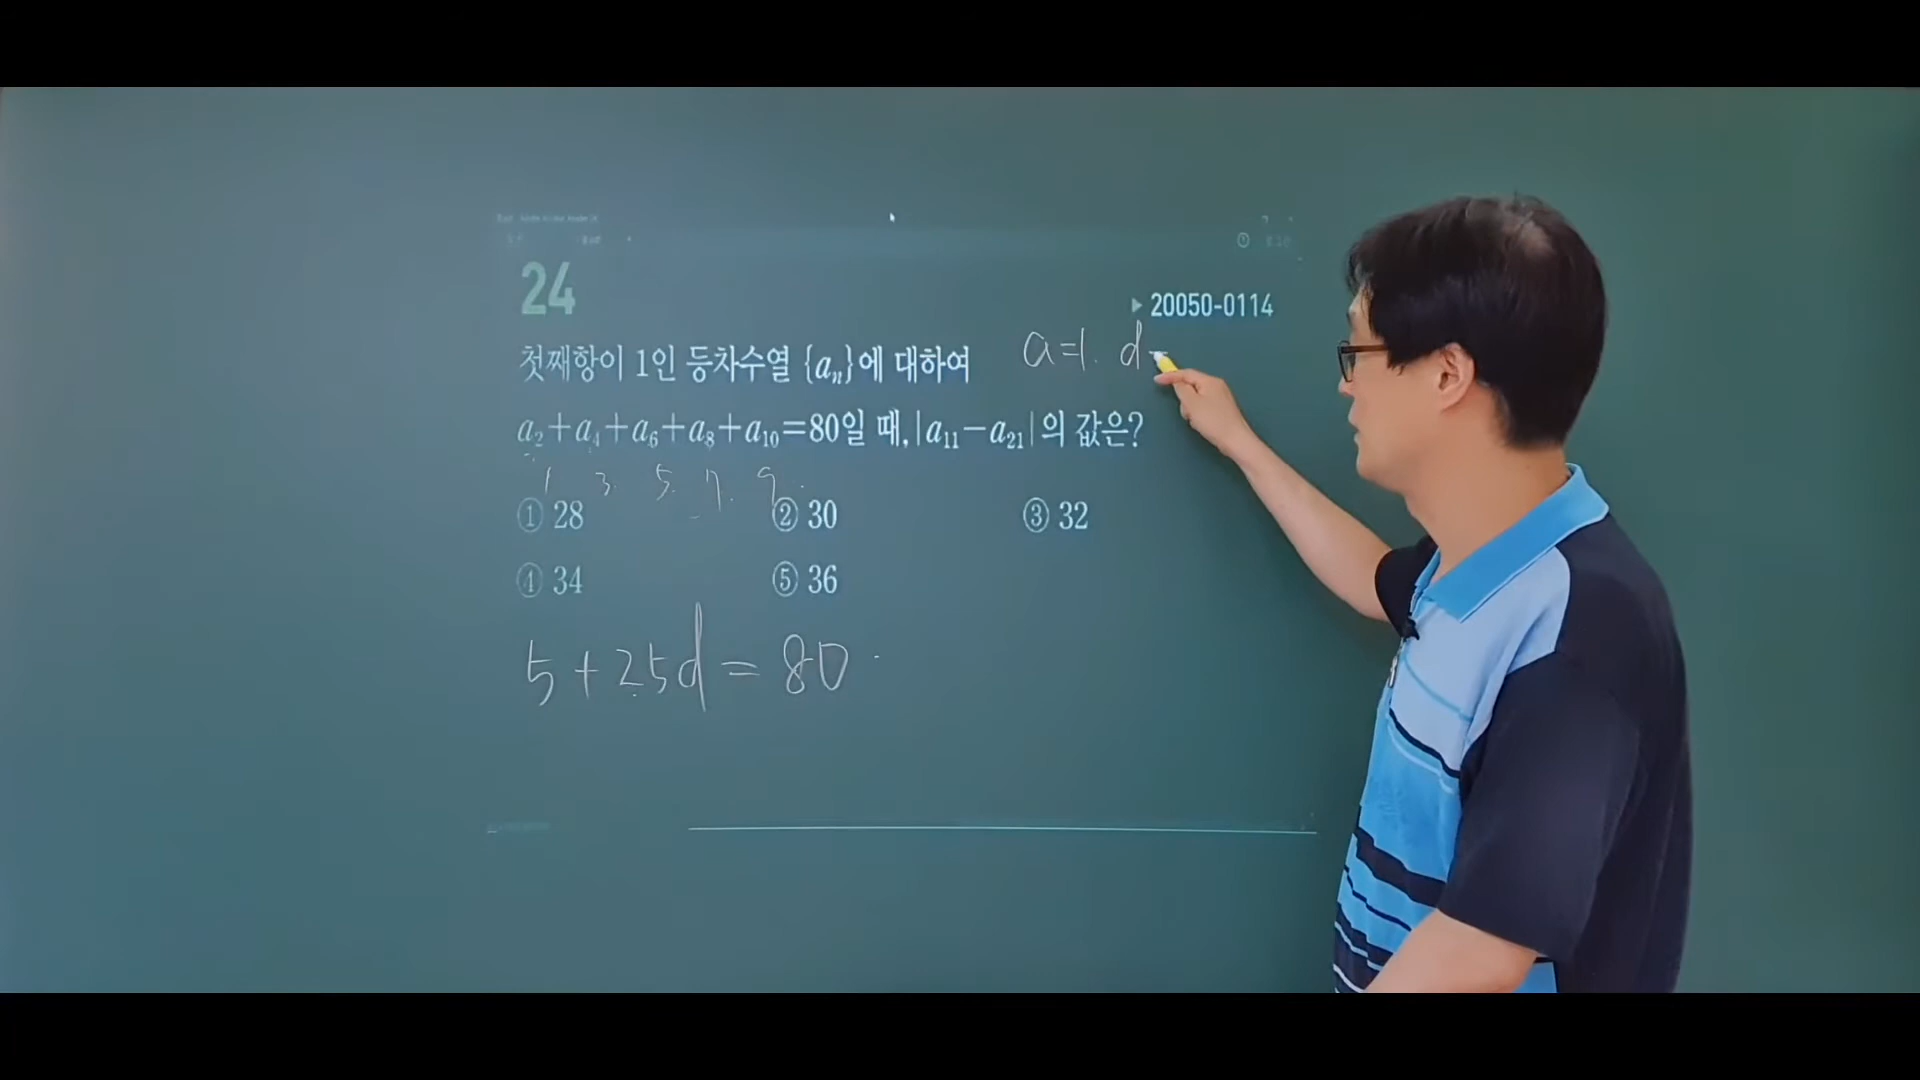 24
▶ 20050-0114
첫째항이 1인 등차수열 {aₙ}에 대하여 a=1. d=
a₂+a₄+a₆+a₈+a₁₀=80일 때, |a₁₁−a₂₁|의 값은?
1 3. 5. 7. 9.
① 28 ② 30 ③ 32
④ 34 ⑤ 36
5+25d=80